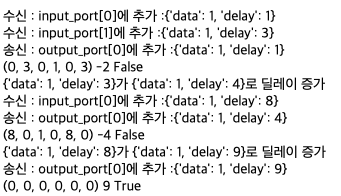 수신 : input_port[0]에 추가 :{'data': 1, 'delay': 1}
수신 : input_port[1]에 추가 :{'data': 1, 'delay': 3}
송신 : output_port[0]에 추가 :{'data': 1, 'delay': 1}
(0, 3, 0, 1, 0, 3) -2 False
{'data': 1, 'delay': 3}가 {'data': 1, 'delay': 4}로 딜레이 증가
수신 : input_port[0]에 추가 :{'data': 1, 'delay': 8}
송신 : output_port[0]에 추가 :{'data': 1, 'delay': 4}
(8, 0, 1, 0, 8, 0) -4 False
{'data': 1, 'delay': 8}가 {'data': 1, 'delay': 9}로 딜레이 증가
송신 : output_port[0]에 추가 :{'data': 1, 'delay': 9}
(0, 0, 0, 0, 0, 0) 9 True